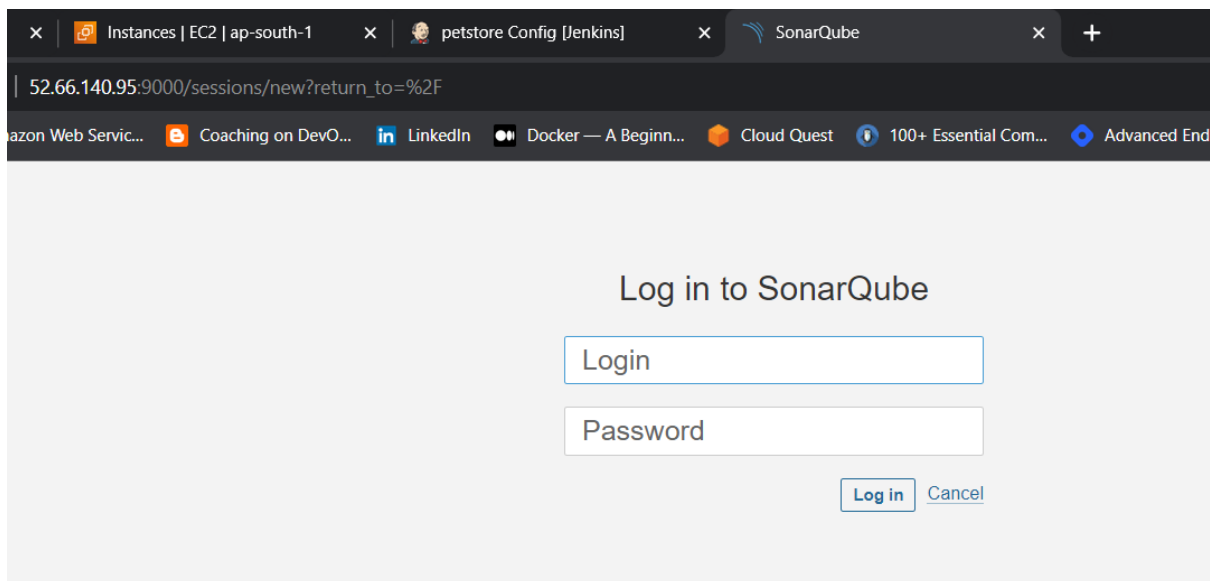 Instances | EC2 | ap-south-1 petstore Config [Jenkins] SonarQube
52.66.140.95:9000/sessions/new?return_to=%2F
azon Web Servic... Coaching on DevO... LinkedIn Docker — A Beginn... Cloud Quest 100+ Essential Com... Advanced End
Log in to SonarQube
Login
Password
Log in Cancel